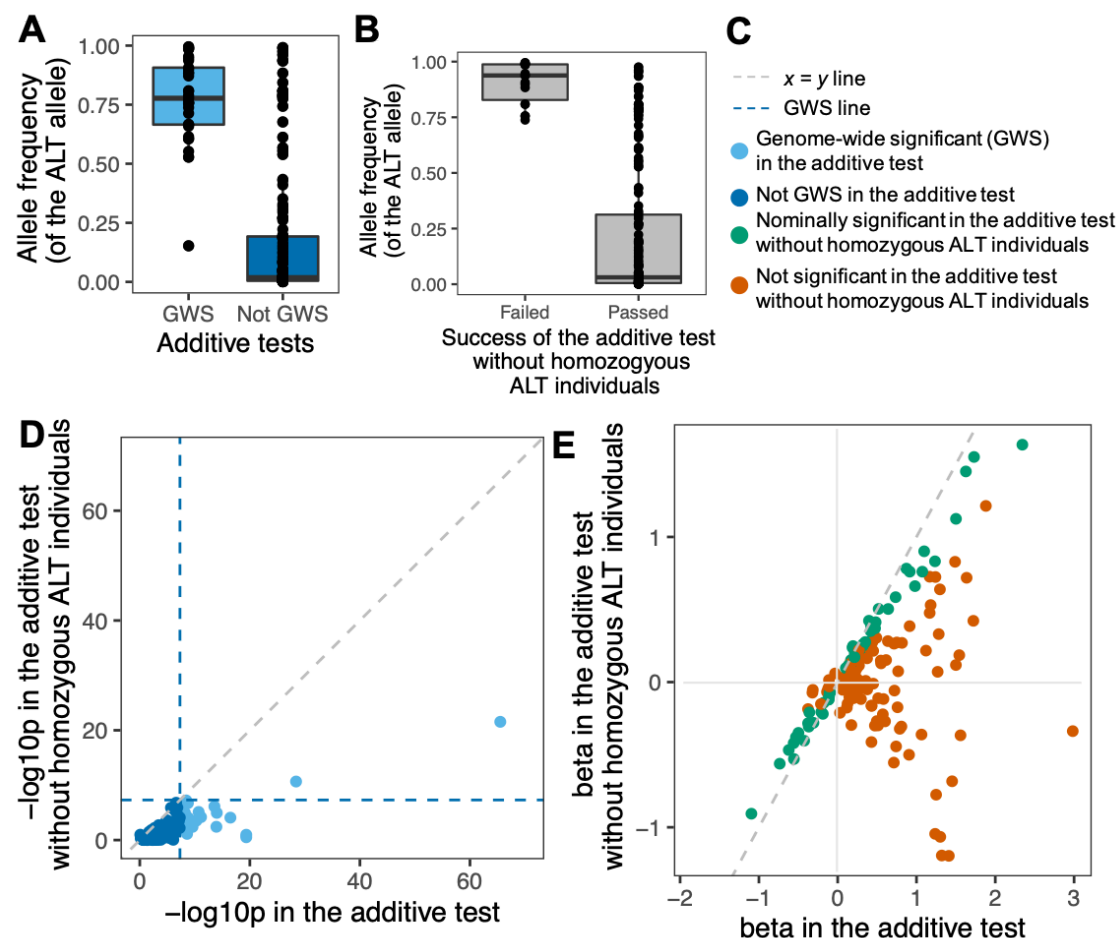 A
1.00
0.75
0.50
0.25
0.00
Allele frequency
(of the ALT allele)
GWS
Not GWS
Additive tests
B
1.00
0.75
0.50
0.25
0.00
Allele frequency
(of the ALT allele)
Failed
Passed
Success of the additive test
without homozogyous
ALT individuals
C
x = y line
GWS line
Genome-wide significant (GWS)
in the additive test
Not GWS in the additive test
Nominally significant in the additive test
without homozygous ALT individuals
Not significant in the additive test
without homozygous ALT individuals
D
−log10p in the additive test
without homozygous ALT individuals
60
40
20
0
0
20
40
60
−log10p in the additive test
E
beta in the additive test
without homozygous ALT individuals
1
0
−1
−2
−1
0
1
2
3
beta in the additive test